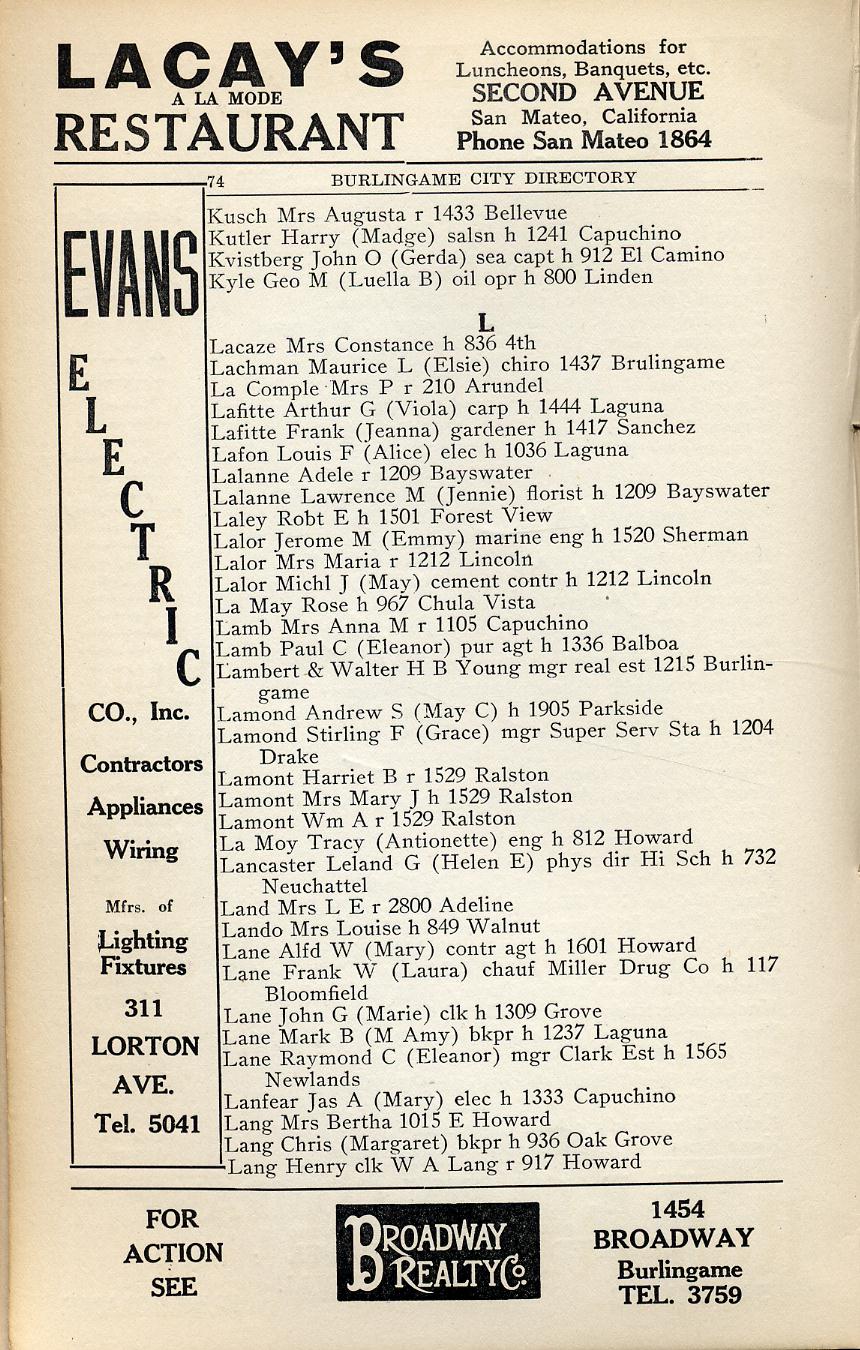 LACAY'S
A LA MODE
RESTAURANT
Accommodations for
Luncheons, Banquets, etc.
SECOND AVENUE
San Mateo, California
Phone San Mateo 1864
74 BURLINGAME CITY DIRECTORY
EVANS
ELECTRIC
CO., Inc.
Contractors
Appliances
Wiring
Mfrs. of
Lighting
Fixtures
311
LORTON
AVE.
Tel. 5041
Kusch Mrs Augusta r 1433 Bellevue
Kutler Harry (Madge) salsn h 1241 Capuchino
Kvistberg John O (Gerda) sea capt h 912 El Camino
Kyle Geo M (Luella B) oil opr h 800 Linden
L
Lacaze Mrs Constance h 836 4th
Lachman Maurice L (Elsie) chiro 1437 Brulingame
La Comple Mrs P r 210 Arundel
Lafitte Arthur G (Viola) carp h 1444 Laguna
Lafitte Frank (Jeanna) gardener h 1417 Sanchez
Lafon Louis F (Alice) elec h 1036 Laguna
Lalanne Adele r 1209 Bayswater
Lalanne Lawrence M (Jennie) florist h 1209 Bayswater
Laley Robt E h 1501 Forest View
Lalor Jerome M (Emmy) marine eng h 1520 Sherman
Lalor Mrs Maria r 1212 Lincoln
Lalor Michl J (May) cement contr h 1212 Lincoln
La May Rose h 967 Chula Vista
Lamb Mrs Anna M r 1105 Capuchino
Lamb Paul C (Eleanor) pur agt h 1336 Balboa
Lambert & Walter H B Young mgr real est 1215 Burlin-
game
Lamond Andrew S (May C) h 1905 Parkside
Lamond Stirling F (Grace) mgr Super Serv Sta h 1204
Drake
Lamont Harriet B r 1529 Ralston
Lamont Mrs Mary J h 1529 Ralston
Lamont Wm A r 1529 Ralston
La Moy Tracy (Antionette) eng h 812 Howard
Lancaster Leland G (Helen E) phys dir Hi Sch h 732
Neuchattel
Land Mrs L E r 2800 Adeline
Lando Mrs Louise h 849 Walnut
Lane Alfd W (Mary) contr agt h 1601 Howard
Lane Frank W (Laura) chauf Miller Drug Co h 117
Bloomfield
Lane John G (Marie) clk h 1309 Grove
Lane Mark B (M Amy) bkpr h 1237 Laguna
Lane Raymond C (Eleanor) mgr Clark Est h 1565
Newlands
Lanfear Jas A (Mary) elec h 1333 Capuchino
Lang Mrs Bertha 1015 E Howard
Lang Chris (Margaret) bkpr h 936 Oak Grove
Lang Henry clk W A Lang r 917 Howard
FOR
ACTION
SEE
BROADWAY
REALTY Co.
1454
BROADWAY
Burlingame
TEL. 3759